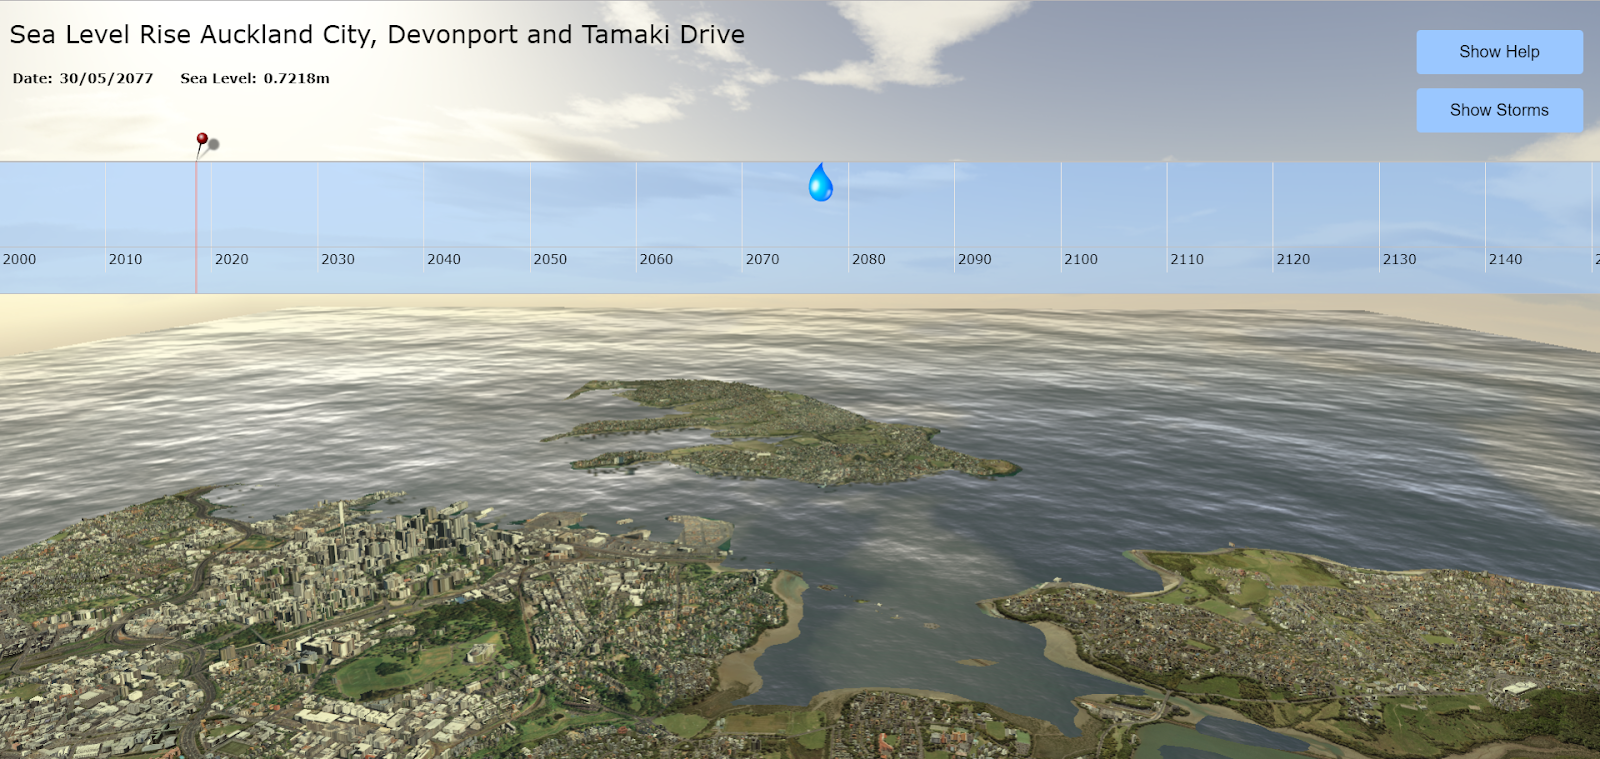 Sea Level Rise Auckland City, Devonport and Tamaki Drive
Date: 30/05/2077 Sea Level: 0.7218m
Show Help
Show Storms
2000 2010 2020 2030 2040 2050 2060 2070 2080 2090 2100 2110 2120 2130 2140